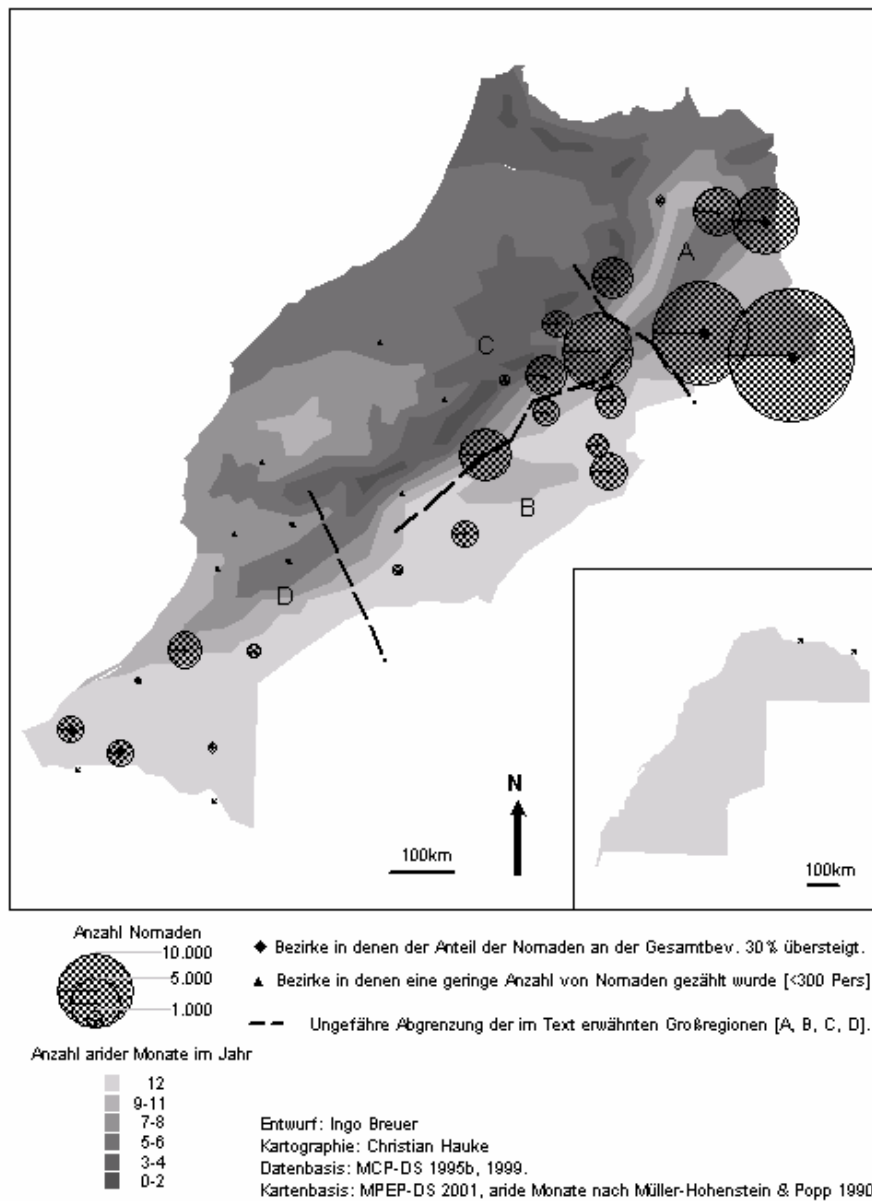 A
C
B
D
N
100km
100km
Anzahl Nomaden
10.000
5.000
1.000
Bezirke in denen der Anteil der Nomaden an der Gesamtbev. 30% übersteigt.
Bezirke in denen eine geringe Anzahl von Nomaden gezählt wurde [<300 Pers]
Ungefähre Abgrenzung der im Text erwähnten Großregionen [A, B, C, D].
Anzahl arider Monate im Jahr
12
9-11
7-8
5-6
3-4
0-2
Entwurf: Ingo Breuer
Kartographie: Christian Hauke
Datenbasis: MCP-DS 1995b, 1999.
Kartenbasis: MPEP-DS 2001, aride Monate nach Müller-Hohenstein & Popp 1990